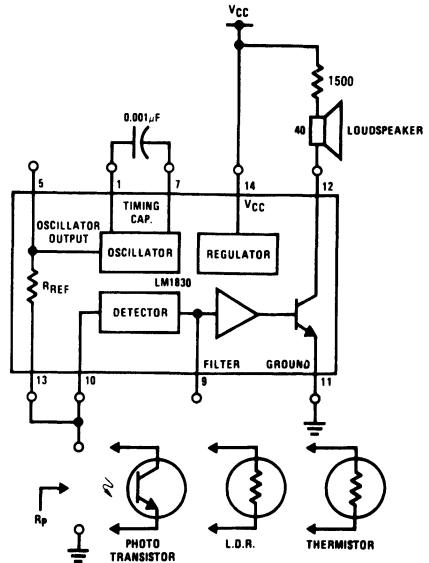 VCC
1500
0.001μF
40 LOUDSPEAKER
5 1 7 14 12
TIMING CAP.
VCC
OSCILLATOR OUTPUT
OSCILLATOR
REGULATOR
RREF
LM1830
DETECTOR
FILTER
GROUND
13 10 9 11
RP
PHOTO TRANSISTOR
L.D.R.
THERMISTOR